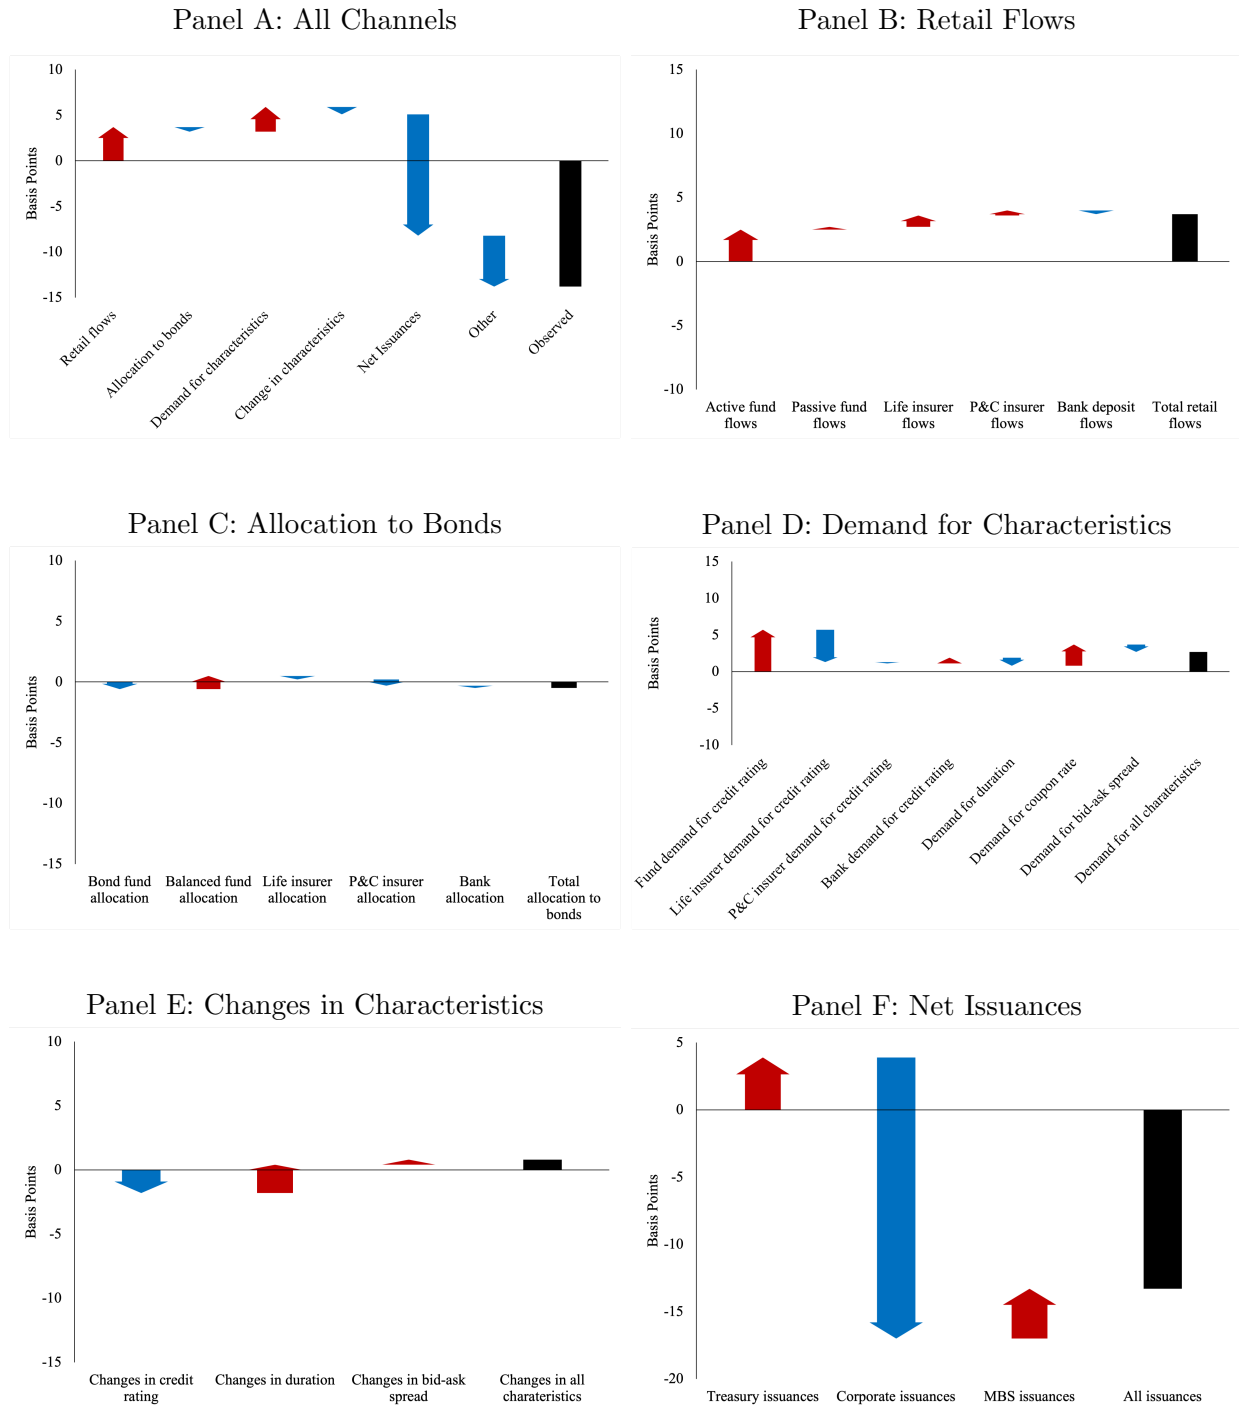 Panel A: All Channels
10
5
0
-5
-10
-15
Basis Points
Retail flows
Allocation to bonds
Demand for characteristics
Change in characteristics
Net Issuances
Other
Observed
Panel B: Retail Flows
15
10
5
0
-5
-10
Basis Points
Active fund
flows
Passive fund
flows
Life insurer
flows
P&C insurer
flows
Bank deposit
flows
Total retail
flows
Panel C: Allocation to Bonds
10
5
0
-5
-10
-15
Basis Points
Bond fund
allocation
Balanced fund
allocation
Life insurer
allocation
P&C insurer
allocation
Bank
allocation
Total
allocation to
bonds
Panel D: Demand for Characteristics
15
10
5
0
-5
-10
Basis Points
Fund demand for credit rating
Life insurer demand for credit rating
P&C insurer demand for credit rating
Bank demand for credit rating
Demand for duration
Demand for coupon rate
Demand for bid-ask spread
Demand for all charateristics
Panel E: Changes in Characteristics
10
5
0
-5
-10
-15
Basis Points
Changes in credit
rating
Changes in duration
Changes in bid-ask
spread
Changes in all
charateristics
Panel F: Net Issuances
5
0
-5
-10
-15
-20
Basis Points
Treasury issuances
Corporate issuances
MBS issuances
All issuances